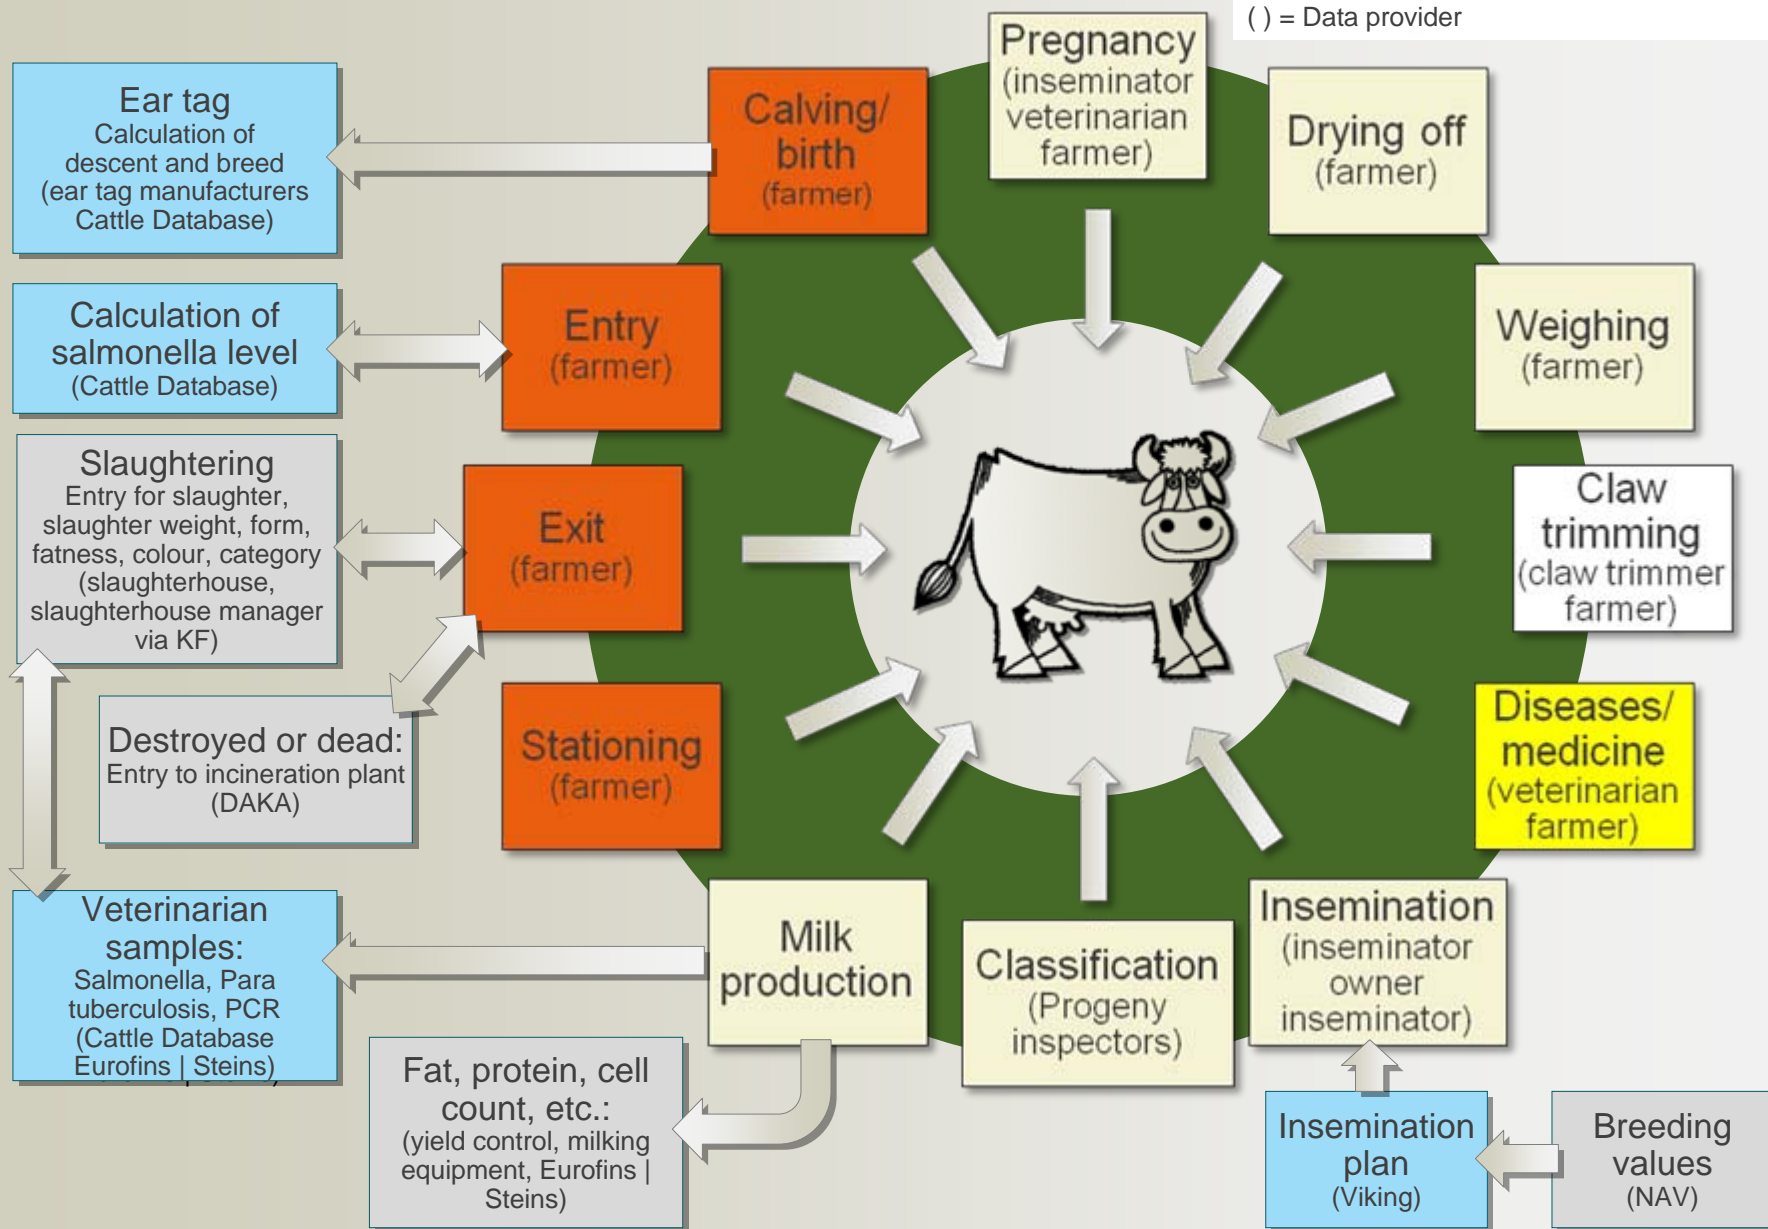 ( ) = Data provider
Ear tag
Calculation of
descent and breed
(ear tag manufacturers
Cattle Database)
Calving/
birth
(farmer)
Pregnancy
(inseminator
veterinarian
farmer)
Drying off
(farmer)
Calculation of
salmonella level
(Cattle Database)
Entry
(farmer)
Weighing
(farmer)
Slaughtering
Entry for slaughter,
slaughter weight, form,
fatness, colour, category
(slaughterhouse,
slaughterhouse manager
via KF)
Exit
(farmer)
Claw
trimming
(claw trimmer
farmer)
Destroyed or dead:
Entry to incineration plant
(DAKA)
Stationing
(farmer)
Diseases/
medicine
(veterinarian
farmer)
Veterinarian
samples:
Salmonella, Para
tuberculosis, PCR
(Cattle Database
Eurofins | Steins)
Milk
production
Classification
(Progeny
inspectors)
Insemination
(inseminator
owner
inseminator)
Fat, protein, cell
count, etc.:
(yield control, milking
equipment, Eurofins |
Steins)
Insemination
plan
(Viking)
Breeding
values
(NAV)